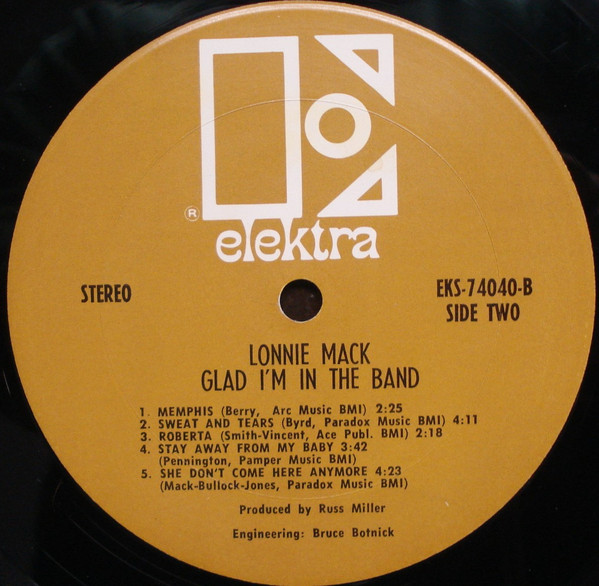 ®
elektra
STEREO
EKS-74040-B
SIDE TWO
LONNIE MACK
GLAD I'M IN THE BAND
1. MEMPHIS (Berry, Arc Music BMI) 2:25
2. SWEAT AND TEARS (Byrd, Paradox Music BMI) 4:11
3. ROBERTA (Smith-Vincent, Ace Publ. BMI) 2:18
4. STAY AWAY FROM MY BABY 3:42
(Pennington, Pamper Music BMI)
5. SHE DON'T COME HERE ANYMORE 4:23
(Mack-Bullock-Jones, Paradox Music BMI)
Produced by Russ Miller
Engineering: Bruce Botnick